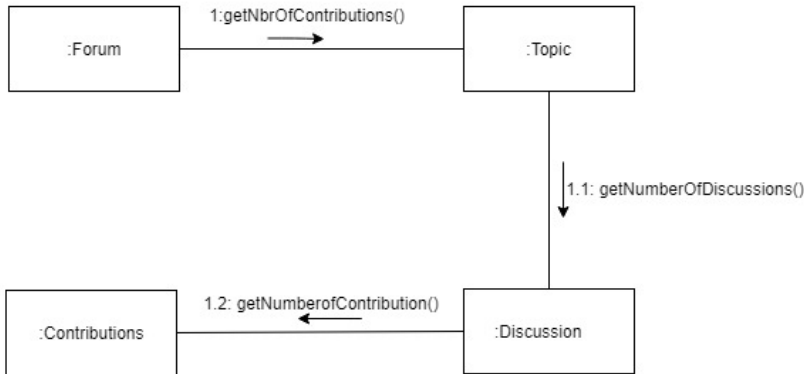 1:getNbrOfContributions()
:Forum
:Topic
1.1: getNumberOfDiscussions()
1.2: getNumberofContribution()
:Contributions
:Discussion